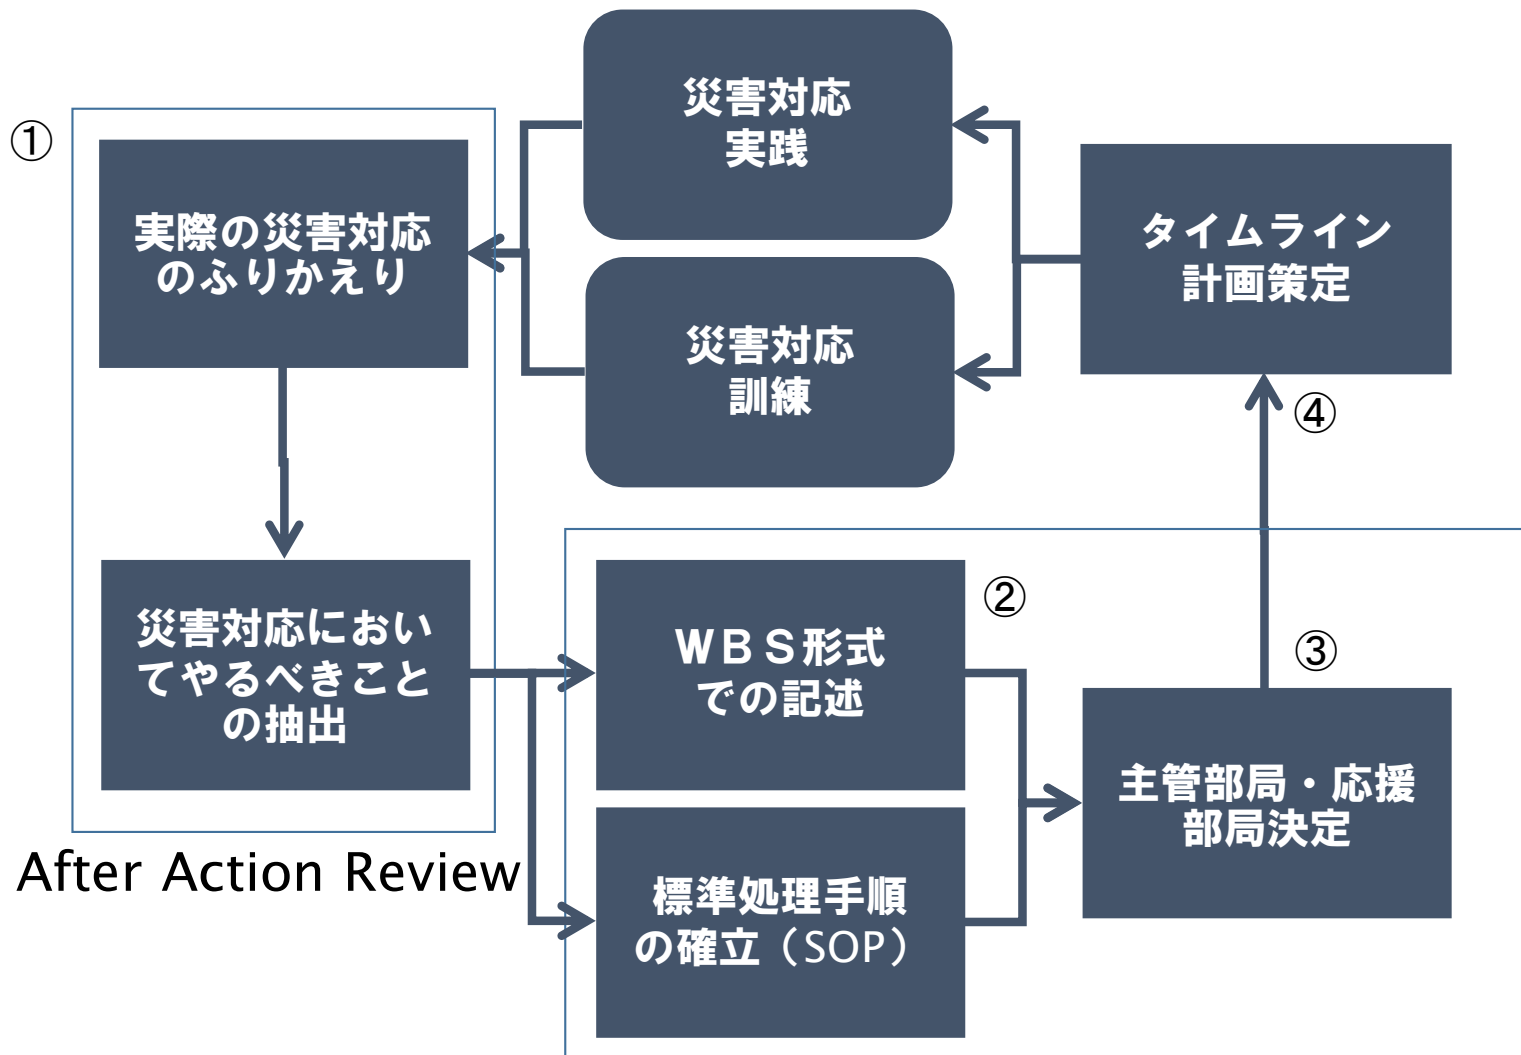 ①
実際の災害対応
のふりかえり
災害対応におい
てやるべきこと
の抽出
After Action Review
災害対応
実践
災害対応
訓練
タイムライン
計画策定
④
②
ＷＢＳ形式
での記述
標準処理手順
の確立（SOP）
③
主管部局・応援
部局決定